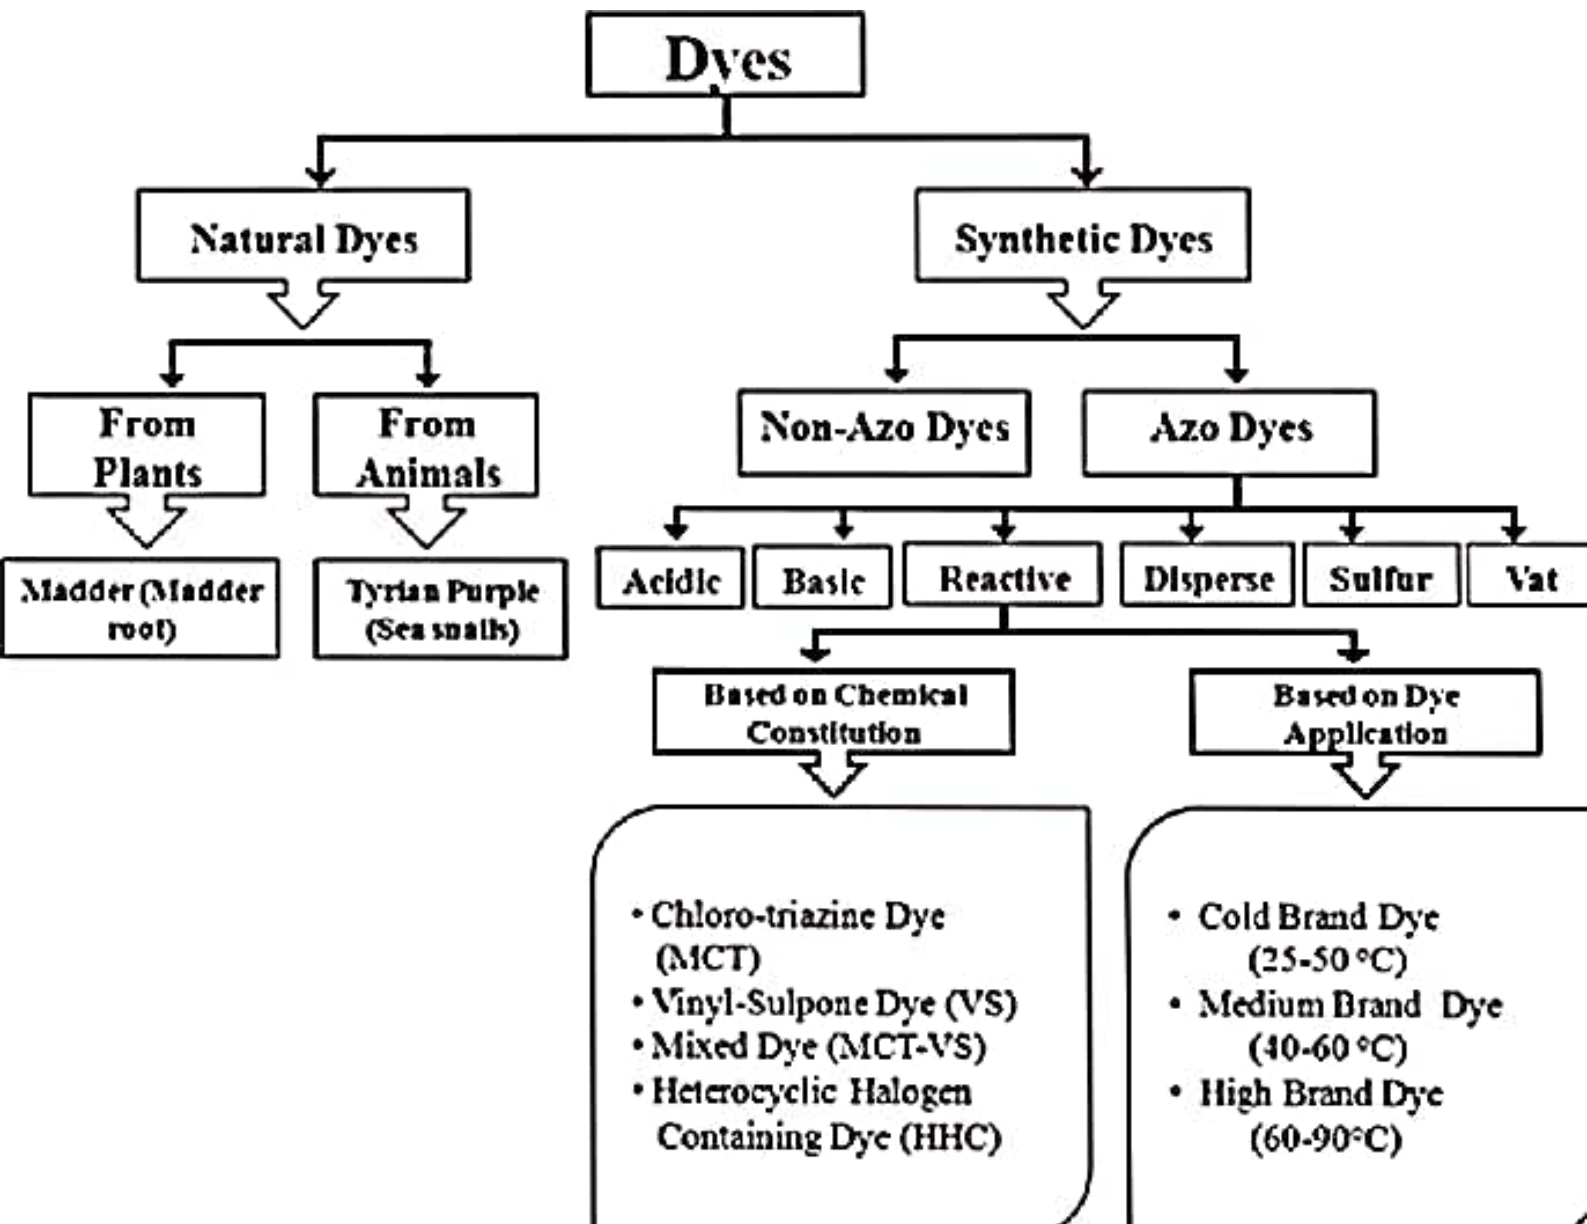 Dyes
Natural Dyes
Synthetic Dyes
From
Plants
From
Animals
Non-Azo Dyes
Azo Dyes
Madder (Madder
root)
Tyrian Purple
(Sea snails)
Acidic
Basic
Reactive
Disperse
Sulfur
Vat
Based on Chemical
Constitution
Based on Dye
Application
• Chloro-triazine Dye
(MCT)
• Vinyl-Sulpone Dye (VS)
• Mixed Dye (MCT-VS)
• Heterocyclic Halogen
Containing Dye (HHC)
• Cold Brand Dye
(25-50 °C)
• Medium Brand Dye
(40-60 °C)
• High Brand Dye
(60-90°C)